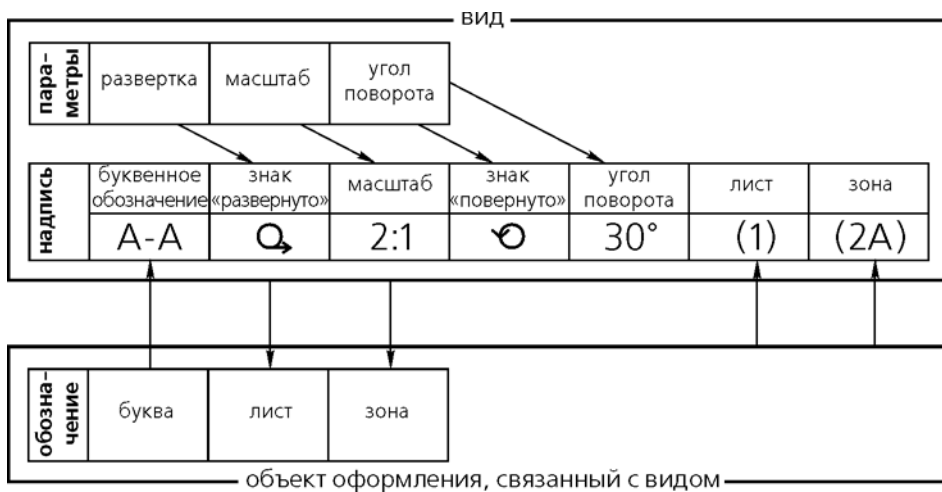 вид
пара-
метры
развертка
масштаб
угол
поворота
надпись
буквенное
обозначение
знак
«развернуто»
масштаб
знак
«повернуто»
угол
поворота
лист
зона
А-А
2:1
30°
(1)
(2А)
обозна-
чение
буква
лист
зона
объект оформления, связанный с видом